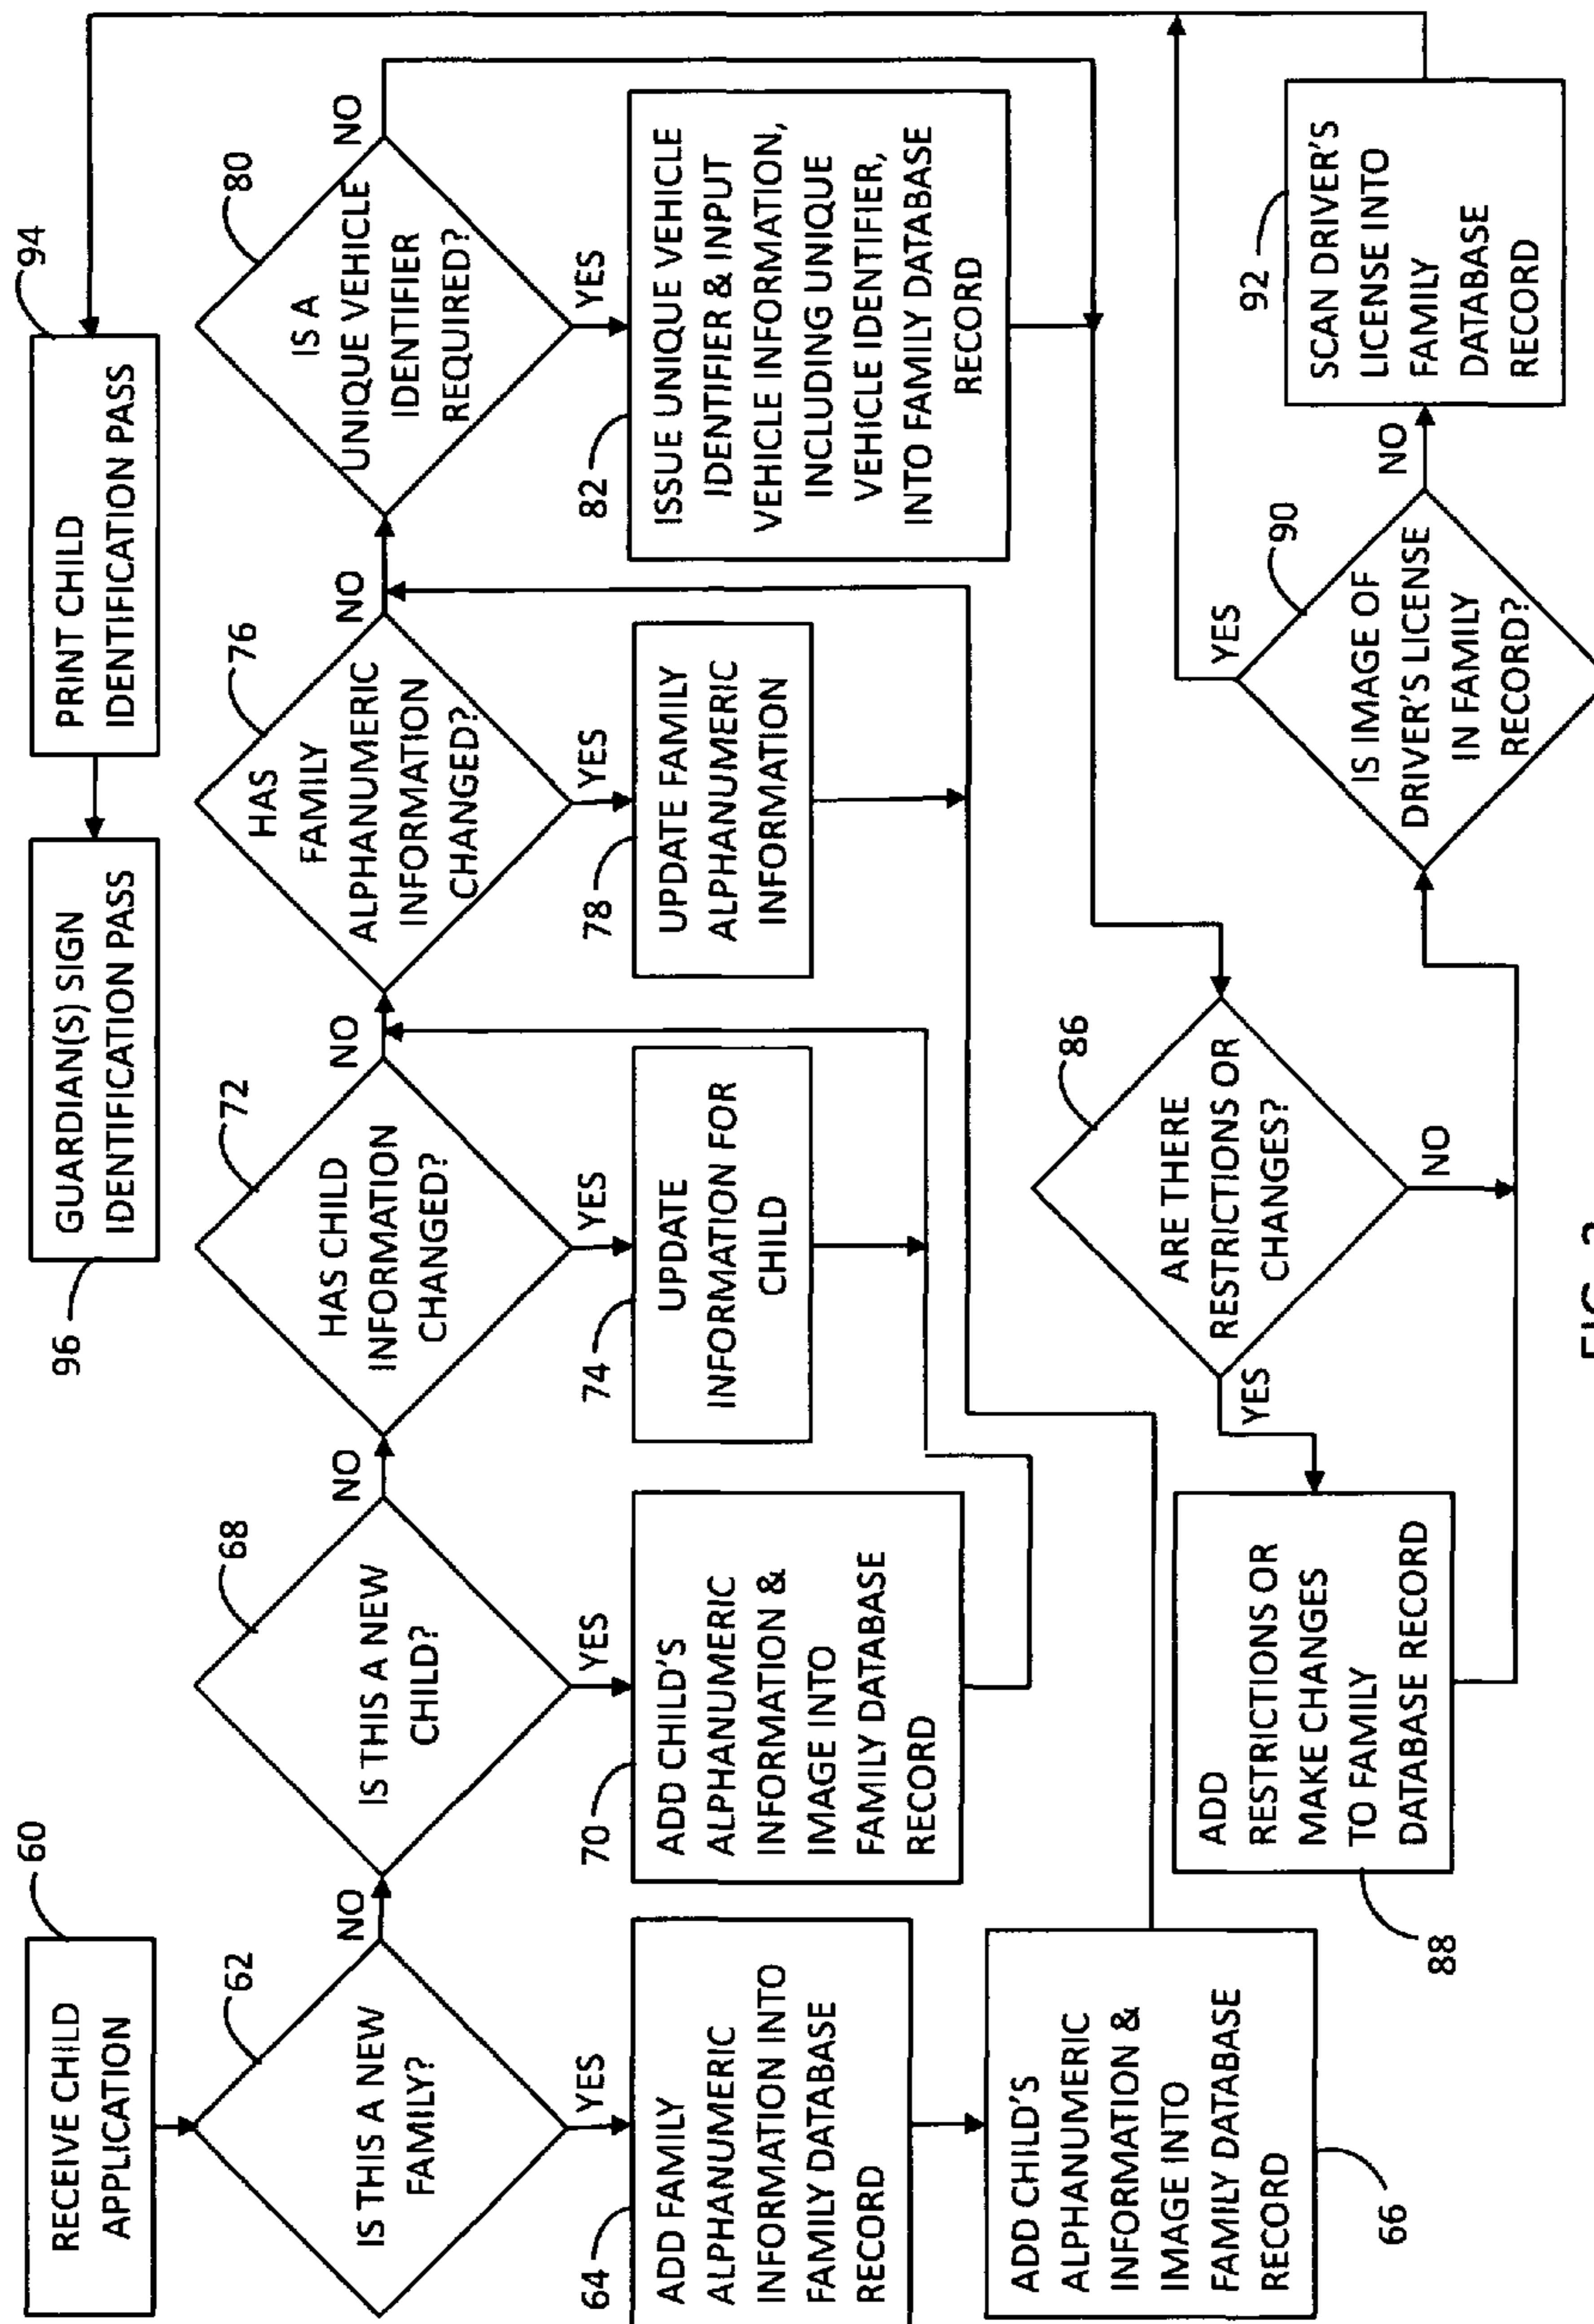 RECEIVE CHILD
APPLICATION
60
IS THIS A NEW
FAMILY?
62
NO
YES
ADD FAMILY
ALPHANUMERIC
INFORMATION INTO
FAMILY DATABASE
RECORD
64
ADD CHILD'S
ALPHANUMERIC
INFORMATION &
IMAGE INTO
FAMILY DATABASE
RECORD
66
IS THIS A NEW
CHILD?
68
NO
YES
ADD CHILD'S
ALPHANUMERIC
INFORMATION &
IMAGE INTO
FAMILY DATABASE
RECORD
70
HAS CHILD
INFORMATION
CHANGED?
72
NO
YES
UPDATE
INFORMATION FOR
CHILD
74
HAS
FAMILY
ALPHANUMERIC
INFORMATION
CHANGED?
76
NO
YES
UPDATE FAMILY
ALPHANUMERIC
INFORMATION
78
IS A
UNIQUE VEHICLE
IDENTIFIER
REQUIRED?
80
NO
YES
ISSUE UNIQUE VEHICLE
IDENTIFIER & INPUT
VEHICLE INFORMATION,
INCLUDING UNIQUE
VEHICLE IDENTIFIER,
INTO FAMILY DATABASE
RECORD
82
ARE THERE
RESTRICTIONS OR
CHANGES?
86
YES
NO
ADD
RESTRICTIONS OR
MAKE CHANGES
TO FAMILY
DATABASE RECORD
88
IS IMAGE OF
DRIVER'S LICENSE
IN FAMILY
RECORD?
90
YES
NO
SCAN DRIVER'S
LICENSE INTO
FAMILY
DATABASE
RECORD
92
PRINT CHILD
IDENTIFICATION PASS
94
GUARDIAN(S) SIGN
IDENTIFICATION PASS
96